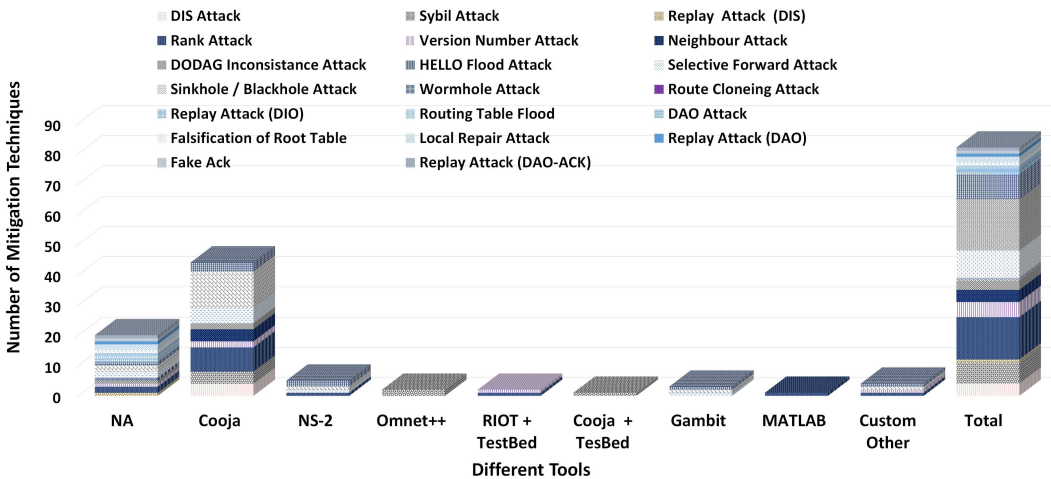 DIS Attack Sybil Attack Replay Attack (DIS)
Rank Attack Version Number Attack Neighbour Attack
DODAG Inconsistance Attack HELLO Flood Attack Selective Forward Attack
Sinkhole / Blackhole Attack Wormhole Attack Route Cloneing Attack
Replay Attack (DIO) Routing Table Flood DAO Attack
Falsification of Root Table Local Repair Attack Replay Attack (DAO)
Fake Ack Replay Attack (DAO-ACK)
Number of Mitigation Techniques
90
80
70
60
50
40
30
20
10
0
NA Cooja NS-2 Omnet++ RIOT + Cooja + Gambit MATLAB Custom Total
TestBed TesBed Other
Different Tools